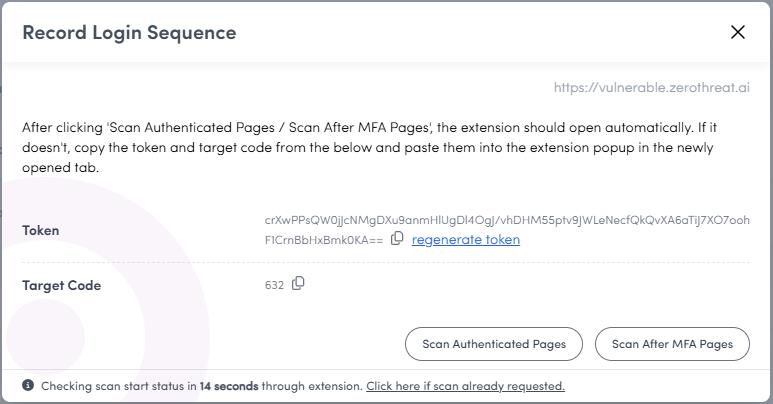 Record Login Sequence
https://vulnerable.zerothreat.ai
After clicking 'Scan Authenticated Pages / Scan After MFA Pages', the extension should open automatically. If it
doesn't, copy the token and target code from the below and paste them into the extension popup in the newly
opened tab.
Token
crXwPPsQW0jJcNMgDXu9anmHlUgDl4OgJ/vhDHM55ptv9JWLeNecfQkQvXA6aTiJ7XO7ooh
F1CrnBbHxBmk0KA== regenerate token
Target Code
632
Scan Authenticated Pages
Scan After MFA Pages
Checking scan start status in 14 seconds through extension. Click here if scan already requested.